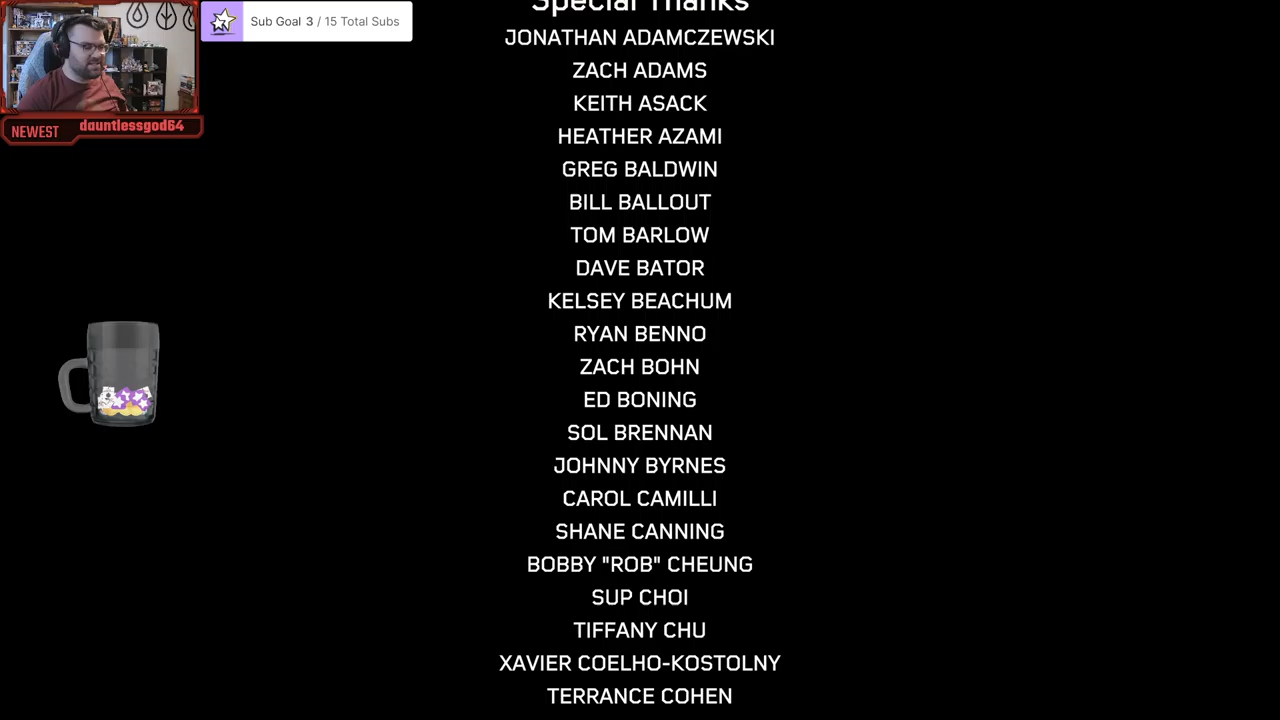 Sub Goal 3 / 15 Total Subs
NEWEST dauntlessgod64
Special Thanks
JONATHAN ADAMCZEWSKI
ZACH ADAMS
KEITH ASACK
HEATHER AZAMI
GREG BALDWIN
BILL BALLOUT
TOM BARLOW
DAVE BATOR
KELSEY BEACHUM
RYAN BENNO
ZACH BOHN
ED BONING
SOL BRENNAN
JOHNNY BYRNES
CAROL CAMILLI
SHANE CANNING
BOBBY "ROB" CHEUNG
SUP CHOI
TIFFANY CHU
XAVIER COELHO-KOSTOLNY
TERRANCE COHEN